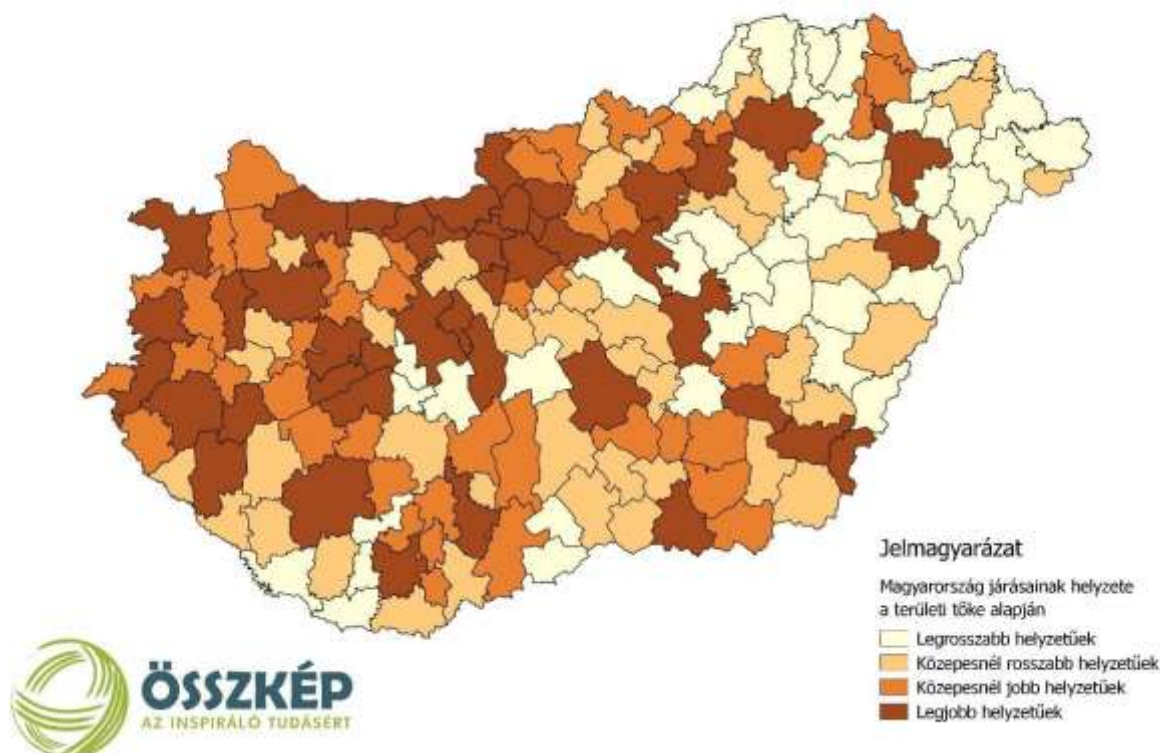 Jelmagyarázat
Magyarország járásainak helyzete
a területi tőke alapján
Legrosszabb helyzetűek
Közepesnél rosszabb helyzetűek
Közepesnél jobb helyzetűek
Legjobb helyzetűek
ÖSSZKÉP
AZ INSPIRÁLÓ TUDÁSÉRT